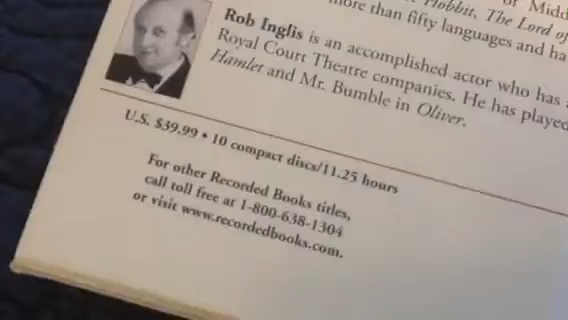 of Midd
more than fifty languages and ha
Hobbit, The Lord of
Rob Inglis is an accomplished actor who has
Royal Court Theatre companies. He has played
Hamlet and Mr. Bumble in Oliver.
U.S. $39.99 • 10 compact discs/11.25 hours
For other Recorded Books titles,
call toll free at 1-800-638-1304
or visit www.recordedbooks.com.